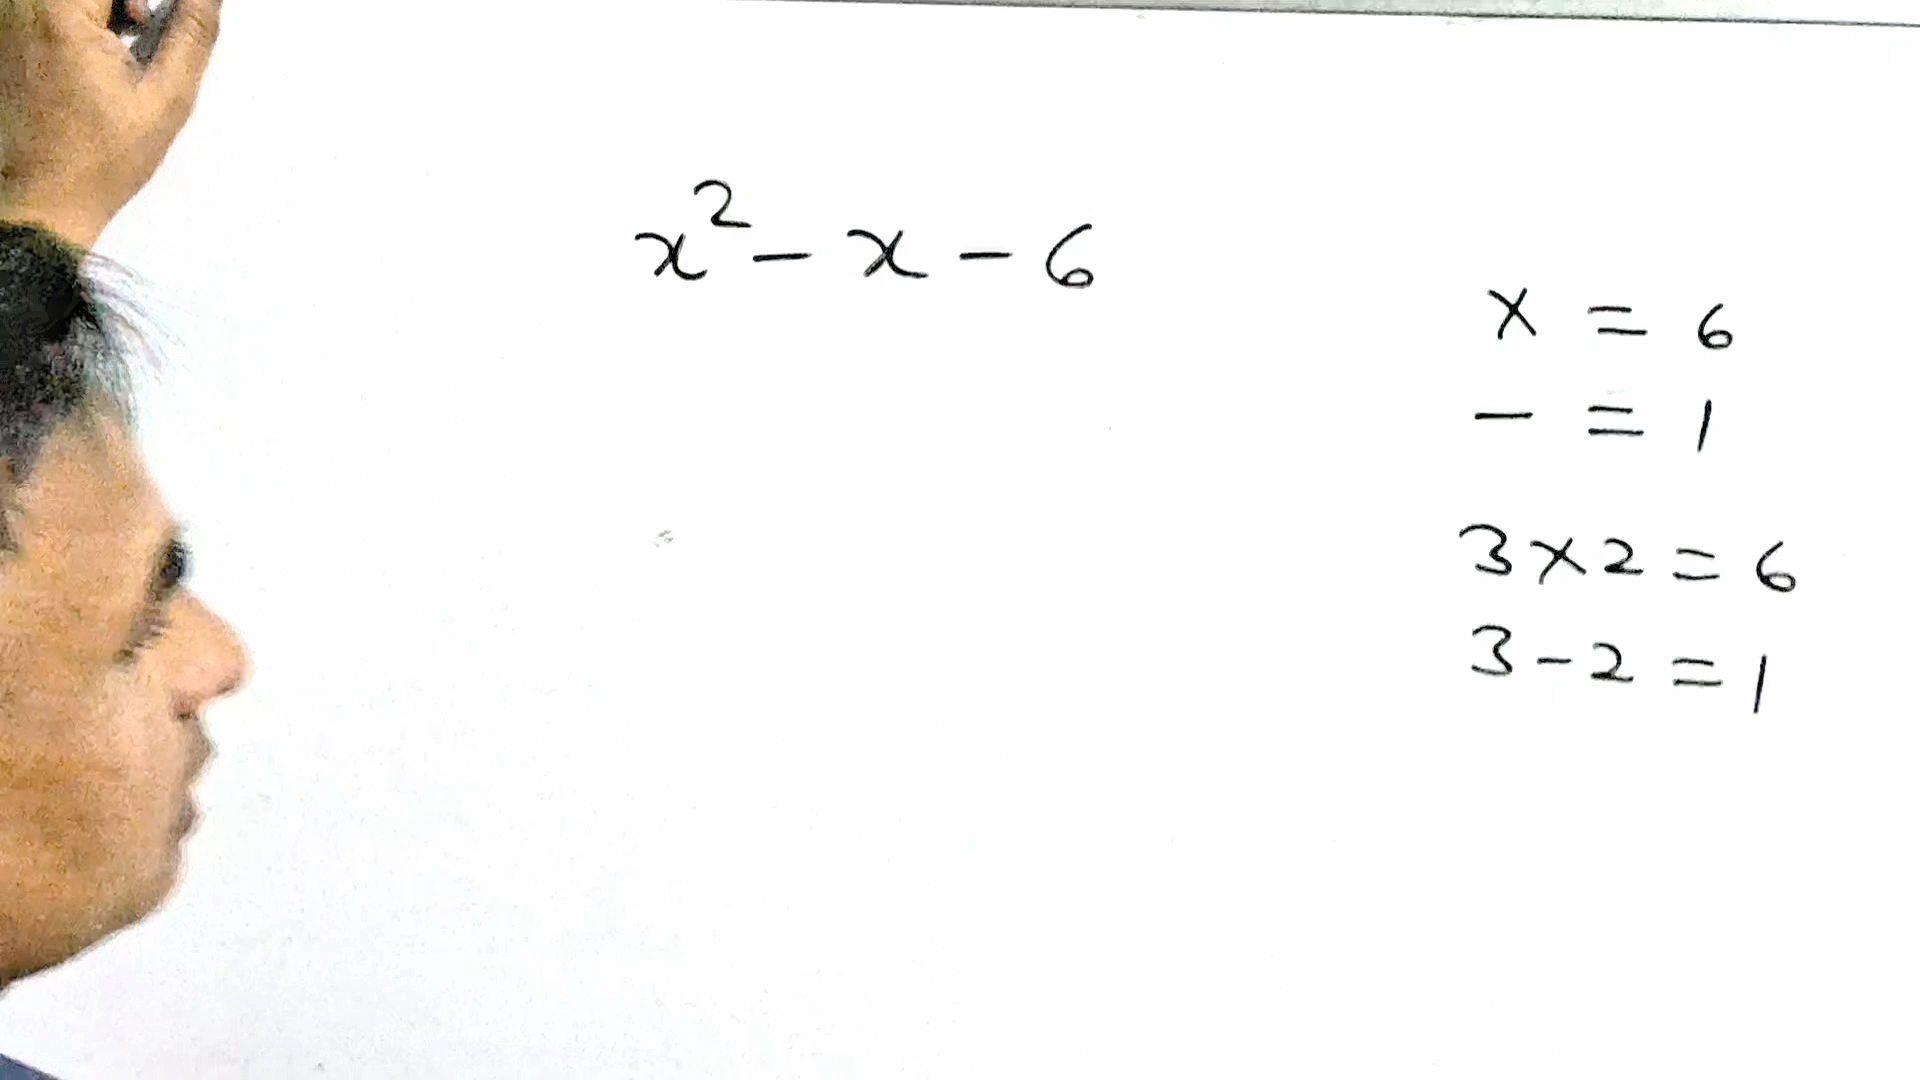 x² - x - 6
× = 6
- = 1
3 × 2 = 6
3 - 2 = 1